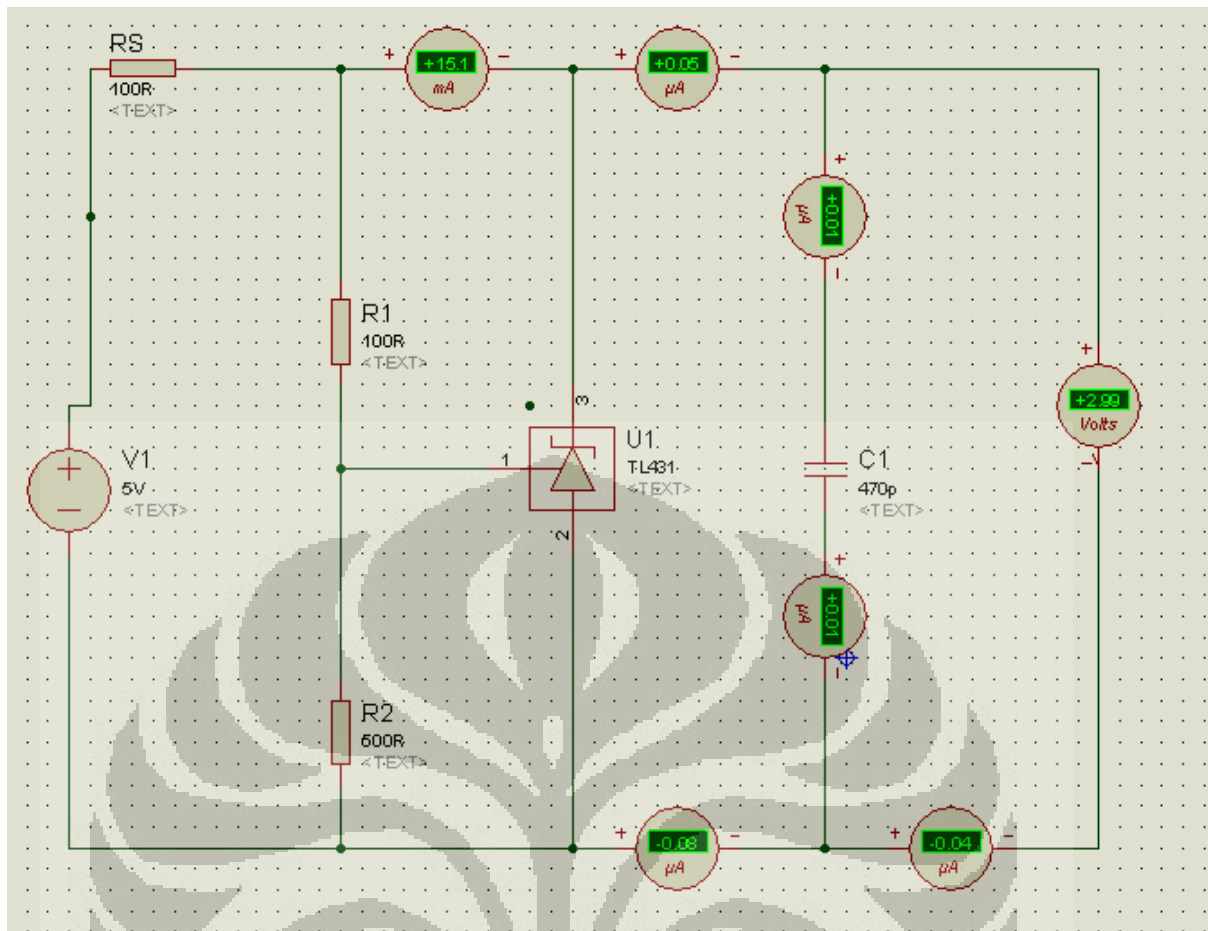 RS
100R
<TEXT>
+ +15.1 −
mA
+ +0.05 −
µA
+
+0.01
µA
−
R1
100R
<TEXT>
+
+2.99
Volts
−
3
1
U1
TL431
<TEXT>
2
V1
5V
<TEXT>
C1
470p
<TEXT>
+
+0.01
µA
−
R2
500R
<TEXT>
+ -0.08 −
µA
+ -0.04 −
µA